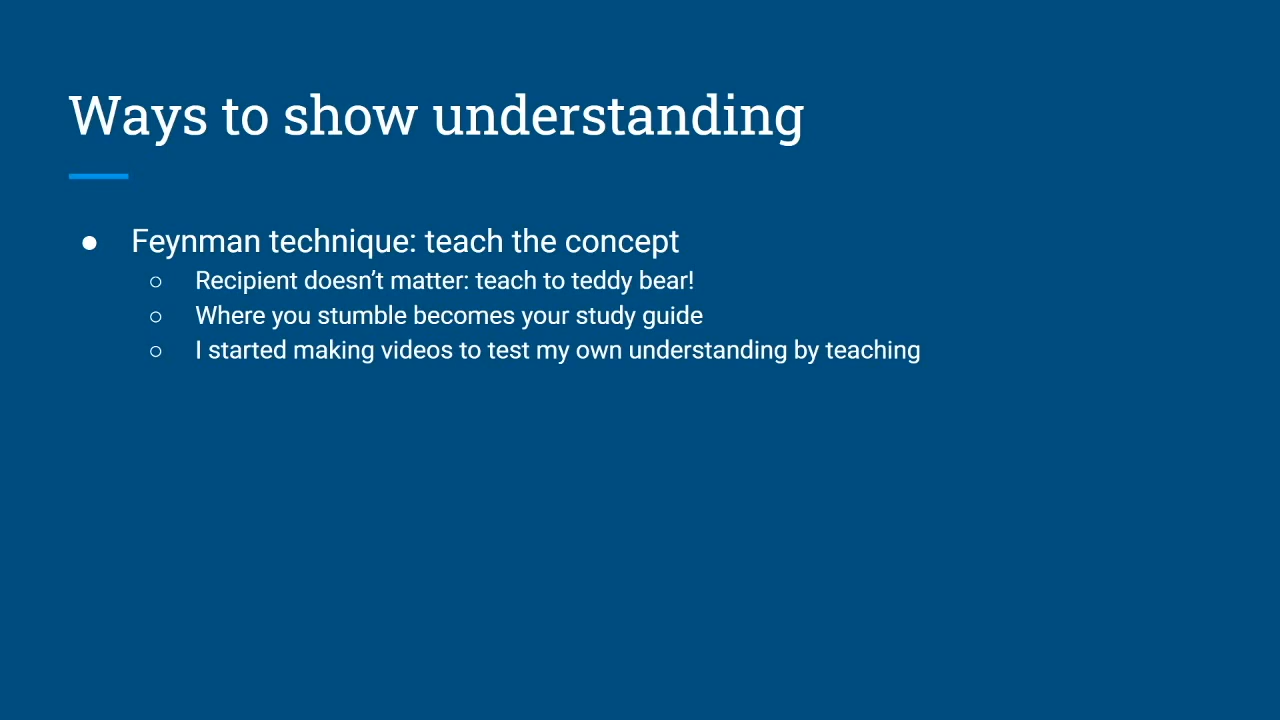 Ways to show understanding
● Feynman technique: teach the concept
○ Recipient doesn’t matter: teach to teddy bear!
○ Where you stumble becomes your study guide
○ I started making videos to test my own understanding by teaching